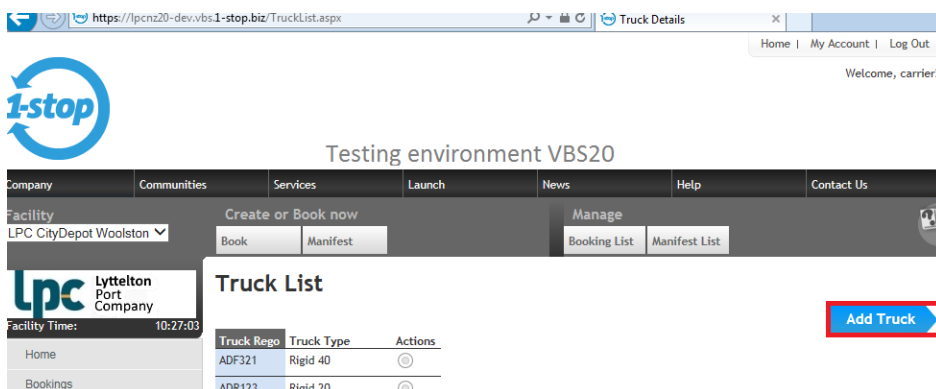 https://lpcnz20-dev.vbs.1-stop.biz/TruckList.aspx
Truck Details
Home | My Account | Log Out
Welcome, carrier
1-stop
Testing environment VBS20
Company Communities Services Launch News Help Contact Us
Facility Create or Book now Manage
LPC CityDepot Woolston
Book Manifest Booking List Manifest List
lpc Lyttelton
Port
Company
Truck List
Facility Time: 10:27:03
Add Truck
Truck Rego Truck Type Actions
Home
ADF321 Rigid 40
Bookings
ADR123 Rigid 20